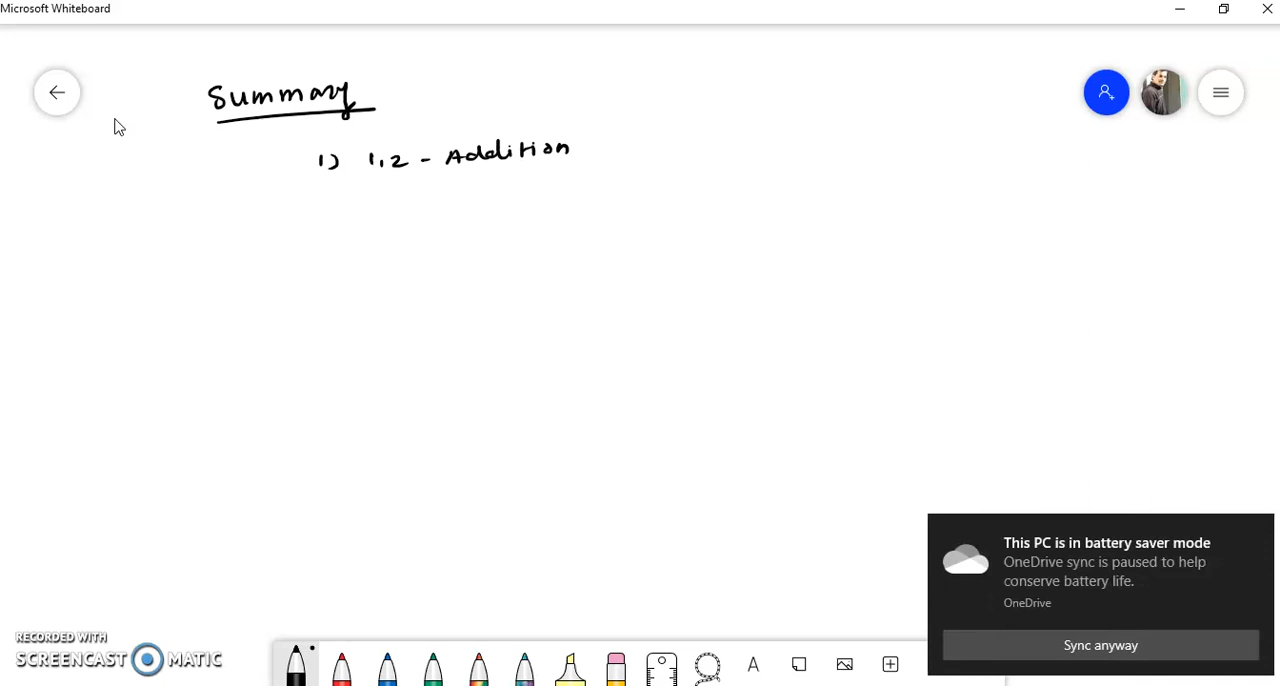 Microsoft Whiteboard
Summary
1) 1,2 - Addition
This PC is in battery saver mode
OneDrive sync is paused to help
conserve battery life.
OneDrive
Sync anyway
RECORDED WITH
SCREENCAST MATIC
A